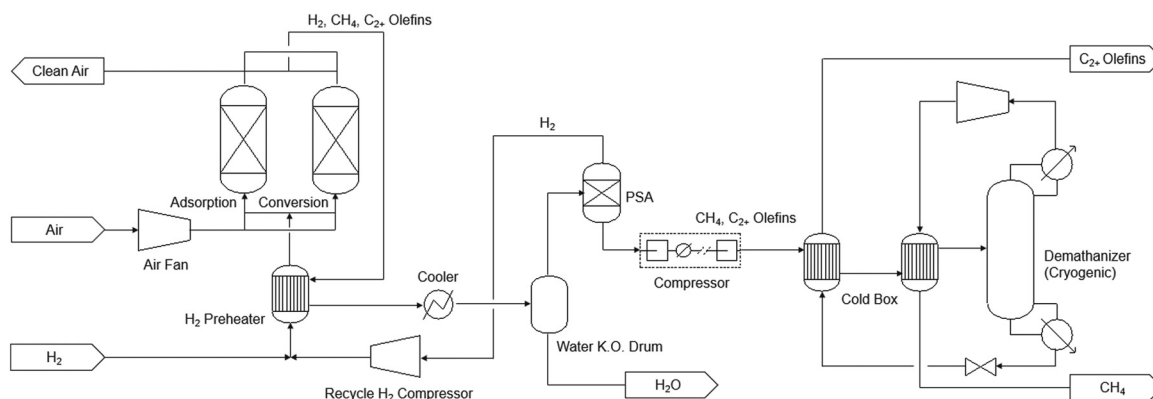 H₂, CH₄, C₂₊ Olefins
Clean Air
C₂₊ Olefins
H₂
Adsorption
Conversion
PSA
CH₄, C₂₊ Olefins
Air
Air Fan
Cooler
Compressor
Cold Box
Demathanizer
(Cryogenic)
H₂ Preheater
Water K.O. Drum
H₂
Recycle H₂ Compressor
H₂O
CH₄